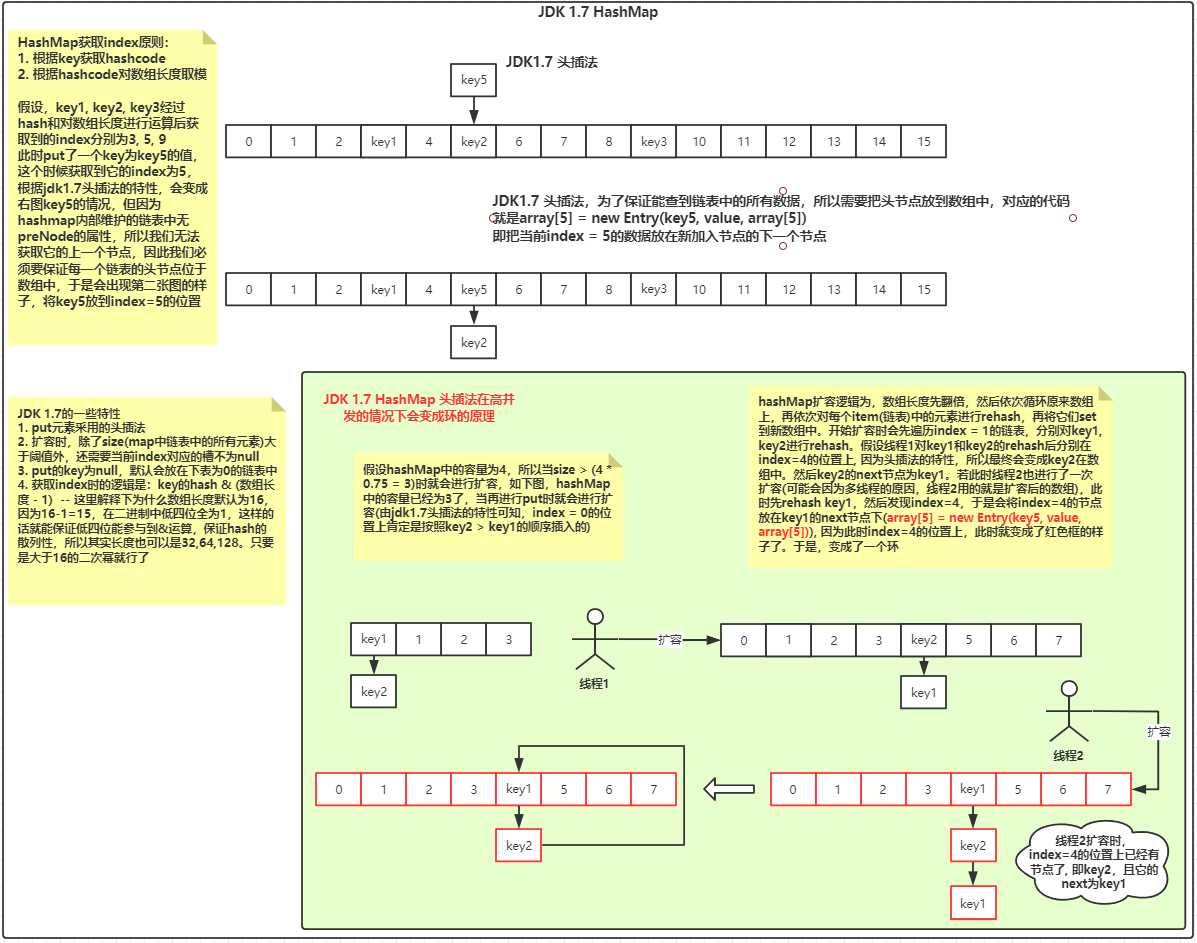 JDK 1.7 HashMap
HashMap获取index原则:
1. 根据key获取hashcode
2. 根据hashcode对数组长度取模
假设，key1, key2, key3经过
hash和对数组长度进行运算后获
取到的index分别为3, 5, 9
此时put了一个key为key5的值，
这个时候获取到它的index为5,
根据jdk1.7头插法的特性，会变成
右图key5的情况，但因为
hashmap内部维护的链表中无
preNode的属性，所以我们无法
获取它的上一个节点，因此我们必
须要保证每一个链表的头节点位于
数组中，于是会出现第二张图的样
子，将key5放到index=5的位置
JDK1.7 头插法
key5
0 1 2 key1 4 key2 6 7 8 key3 10 11 12 13 14 15
JDK1.7 头插法，为了保证能查到链表中的所有数据，所以需要把头节点放到数组中，对应的代码
就是array[5] = new Entry(key5, value, array[5])
即把当前index = 5的数据放在新加入节点的下一个节点
0 1 2 key1 4 key5 6 7 8 key3 10 11 12 13 14 15
key2
JDK 1.7的一些特性
1. put元素采用的头插法
2. 扩容时，除了size(map中链表中的所有元素)大
于阈值外，还需要当前index对应的槽不为null
3. put的key为null，默认会放在下表为0的链表中
4. 获取index时的逻辑是：key的hash & (数组长
度 - 1）-- 这里解释下为什么数组长度默认为16,
因为16-1=15，在二进制中低四位全为1，这样的
话就能保证低四位能参与到&运算，保证hash的
散列性，所以其实长度也可以是32,64,128。只要
是大于16的二次幂就行了
JDK 1.7 HashMap 头插法在高并
发的情况下会变成环的原理
假设hashMap中的容量为4，所以当size > (4 *
0.75 = 3)时就会进行扩容，如下图，hashMap
中的容量已经为3了，当再进行put时就会进行扩
容(由jdk1.7头插法的特性可知，index = 0的位
置上肯定是按照key2 > key1的顺序插入的)
hashMap扩容逻辑为，数组长度先翻倍，然后依次循环原来数组
上，再依次对每个item(链表)中的元素进行rehash，再将它们set
到新数组中。开始扩容时会先遍历index = 1的链表，分别对key1,
key2进行rehash。假设线程1对key1和key2的rehash后分别在
index=4的位置上, 因为头插法的特性，所以最终会变成key2在数
组中。然后key2的next节点为key1。若此时线程2也进行了一次
扩容(可能会因为多线程的原因，线程2用的就是扩容后的数组)，此
时先rehash key1，然后发现index=4，于是会将index=4的节点
放在key1的next节点下(array[5] = new Entry(key5, value,
array[5])), 因为此时index=4的位置上，此时就变成了红色框的样
子了。于是，变成了一个环
key1 1 2 3
key2
线程1
扩容
0 1 2 3 key2 5 6 7
key1
线程2
扩容
0 1 2 3 key1 5 6 7
key2
0 1 2 3 key1 5 6 7
key2
key1
线程2扩容时，
index=4的位置上已经有
节点了, 即key2，且它的
next为key1